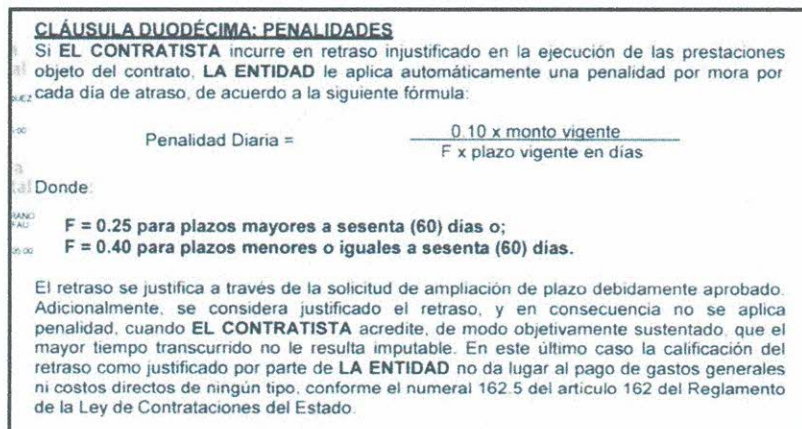 CLÁUSULA DUODÉCIMA: PENALIDADES
Si EL CONTRATISTA incurre en retraso injustificado en la ejecución de las prestaciones
objeto del contrato, LA ENTIDAD le aplica automáticamente una penalidad por mora por
cada día de atraso, de acuerdo a la siguiente fórmula:
Penalidad Diaria =
0.10 x monto vigente
F x plazo vigente en días
Donde:
F = 0.25 para plazos mayores a sesenta (60) días o;
F = 0.40 para plazos menores o iguales a sesenta (60) días.
El retraso se justifica a través de la solicitud de ampliación de plazo debidamente aprobado.
Adicionalmente, se considera justificado el retraso, y en consecuencia no se aplica
penalidad, cuando EL CONTRATISTA acredite, de modo objetivamente sustentado, que el
mayor tiempo transcurrido no le resulta imputable. En este último caso la calificación del
retraso como justificado por parte de LA ENTIDAD no da lugar al pago de gastos generales
ni costos directos de ningún tipo, conforme el numeral 162.5 del articulo 162 del Reglamento
de la Ley de Contrataciones del Estado.